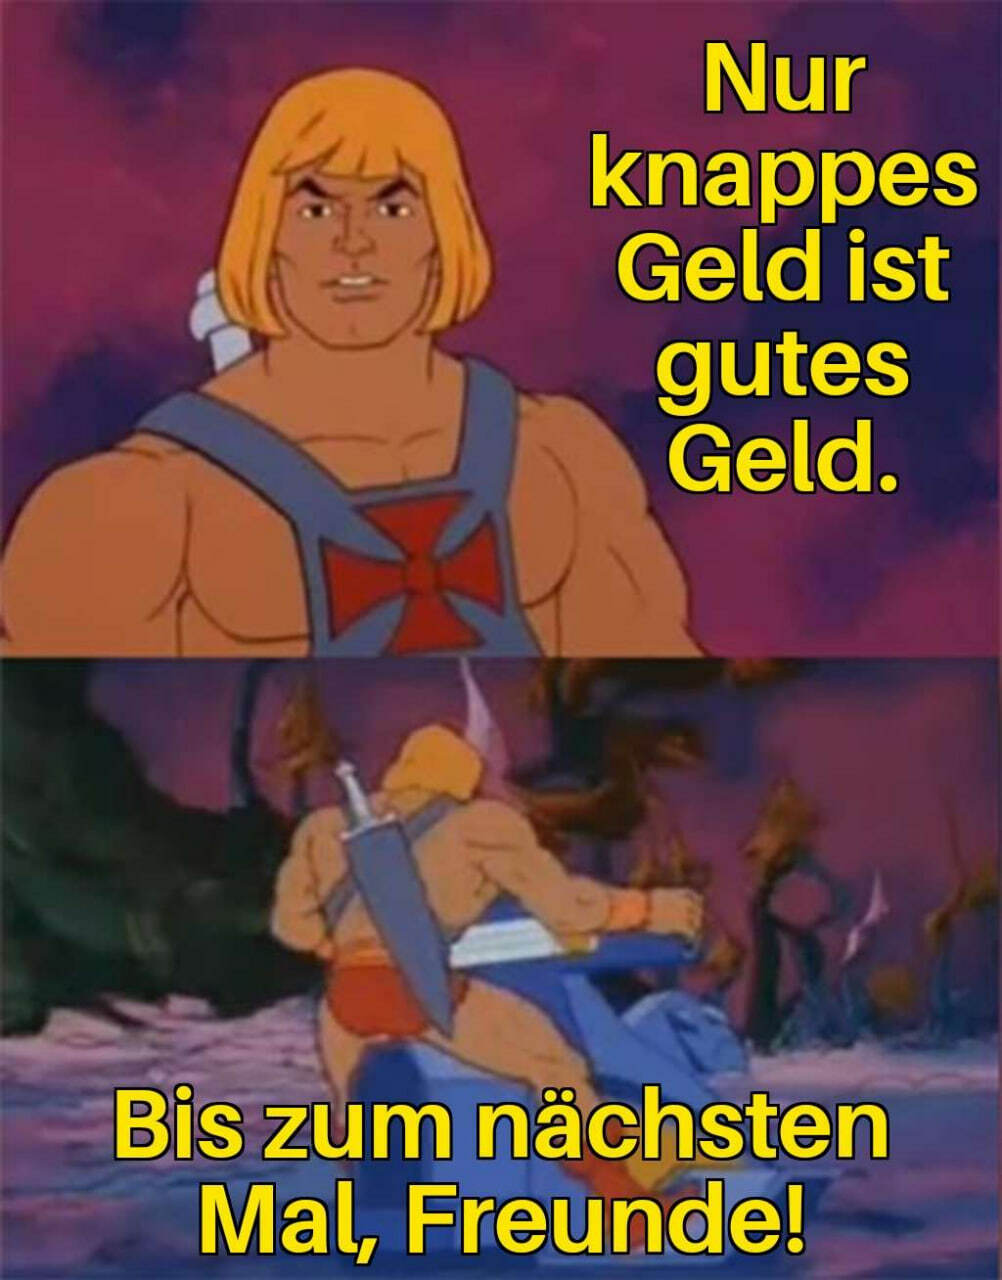 Nur
knappes
Geld ist
gutes
Geld.
Bis zum nächsten
Mal, Freunde!